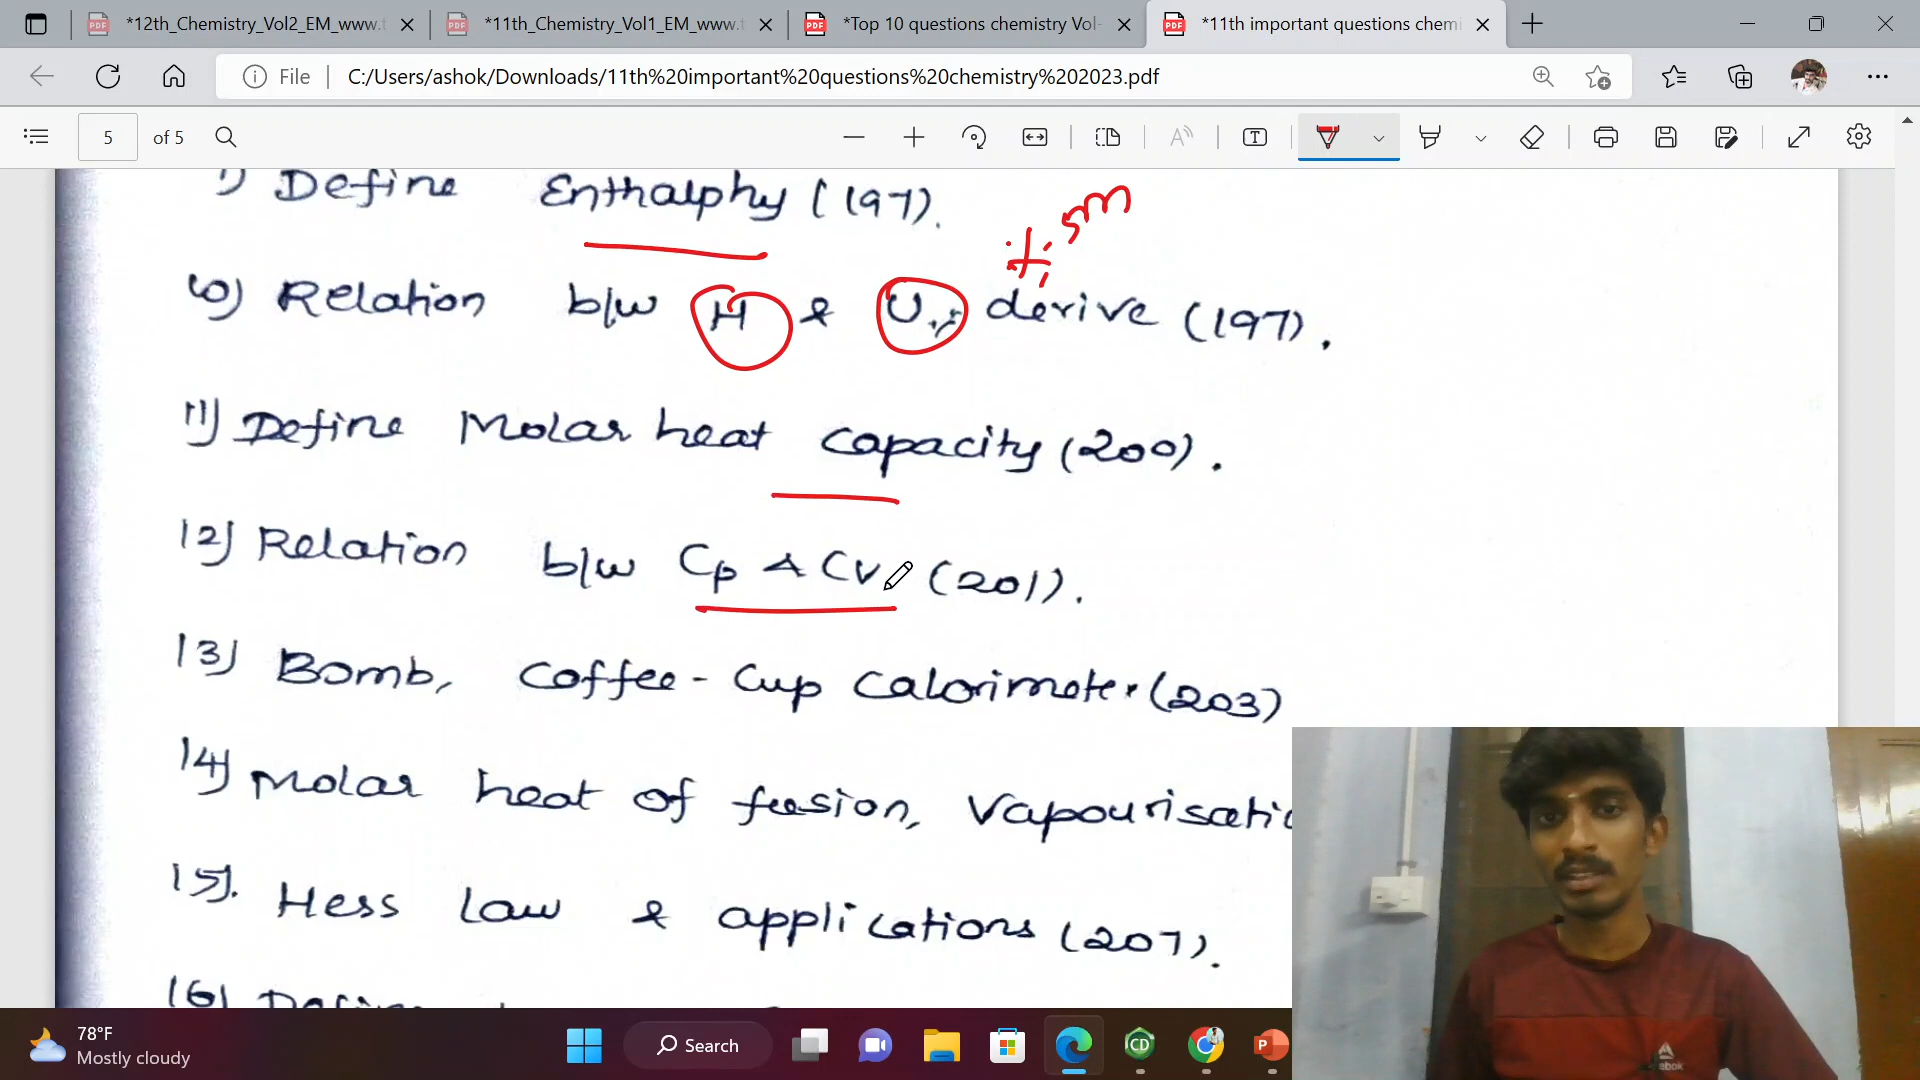 *12th_Chemistry_Vol2_EM_www.t
*11th_Chemistry_Vol1_EM_www.t
*Top 10 questions chemistry Vol-
*11th important questions chemi
File
C:/Users/ashok/Downloads/11th%20important%20questions%20chemistry%202023.pdf
5 of 5
Define Enthalphy (197).
5m
10) Relation b/w H & U, derive (197).
11) Define Molar heat capacity (200).
12) Relation b/w Cp & Cv (201).
13) Bomb, Coffee-Cup Calorimeter (203)
14) Molar heat of fusion, Vapourisatio
15). Hess Law & applications (207).
16) Define
78°F
Mostly cloudy
Search